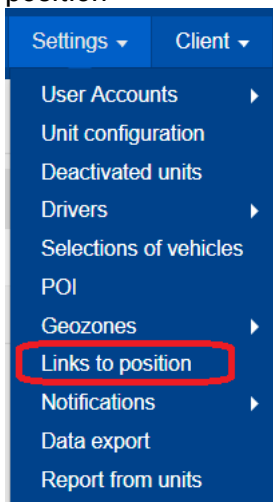 position
Settings Client
User Accounts
Unit configuration
Deactivated units
Drivers
Selections of vehicles
POI
Geozones
Links to position
Notifications
Data export
Report from units